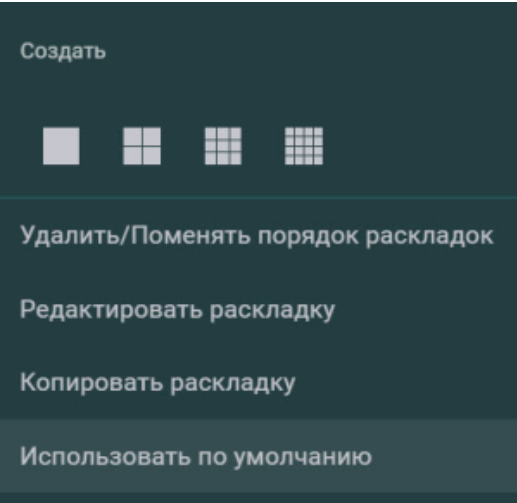 Создать
Удалить/Поменять порядок раскладок
Редактировать раскладку
Копировать раскладку
Использовать по умолчанию